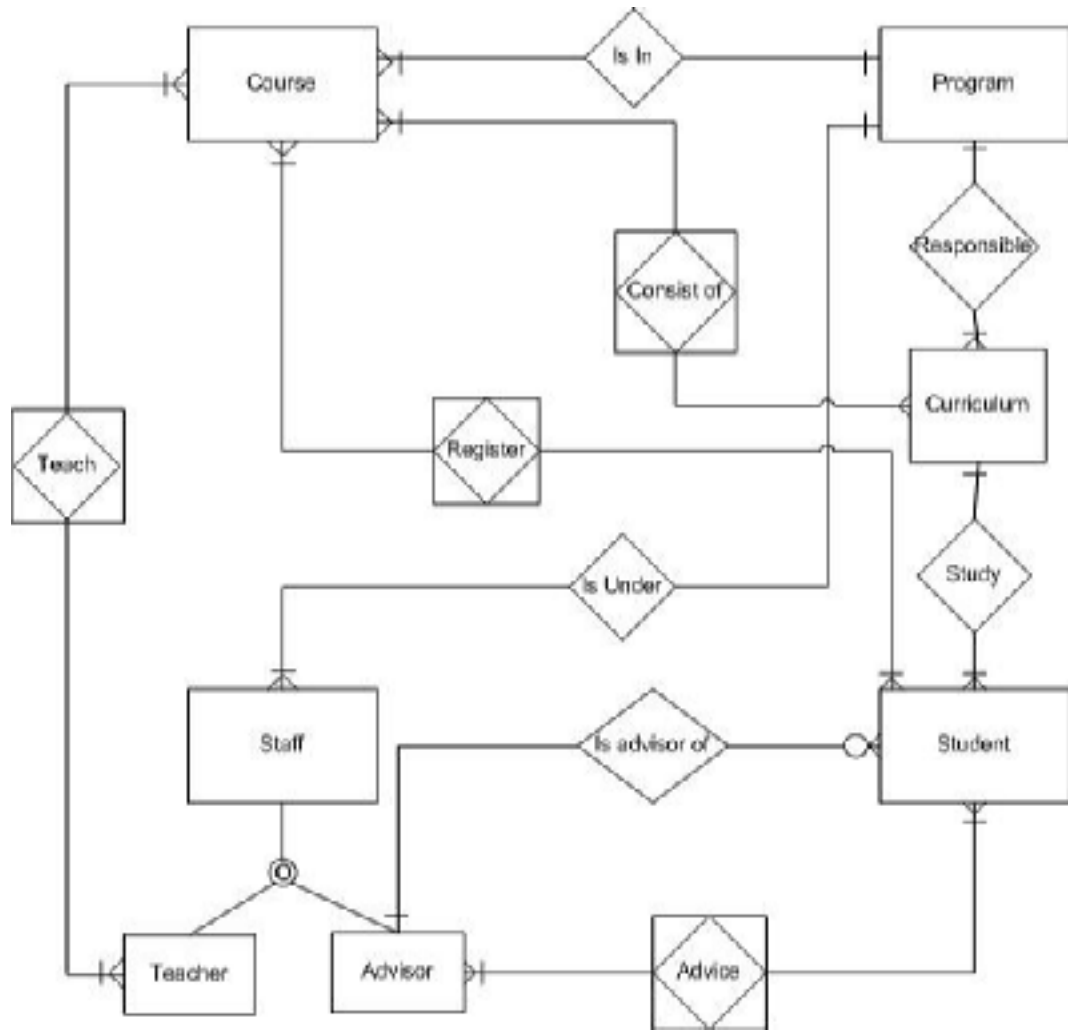 Course
Is In
Program
Responsible
Consist of
Curriculum
Register
Teach
Study
Is Under
Staff
Is advisor of
Student
O
Teacher
Advisor
Advice